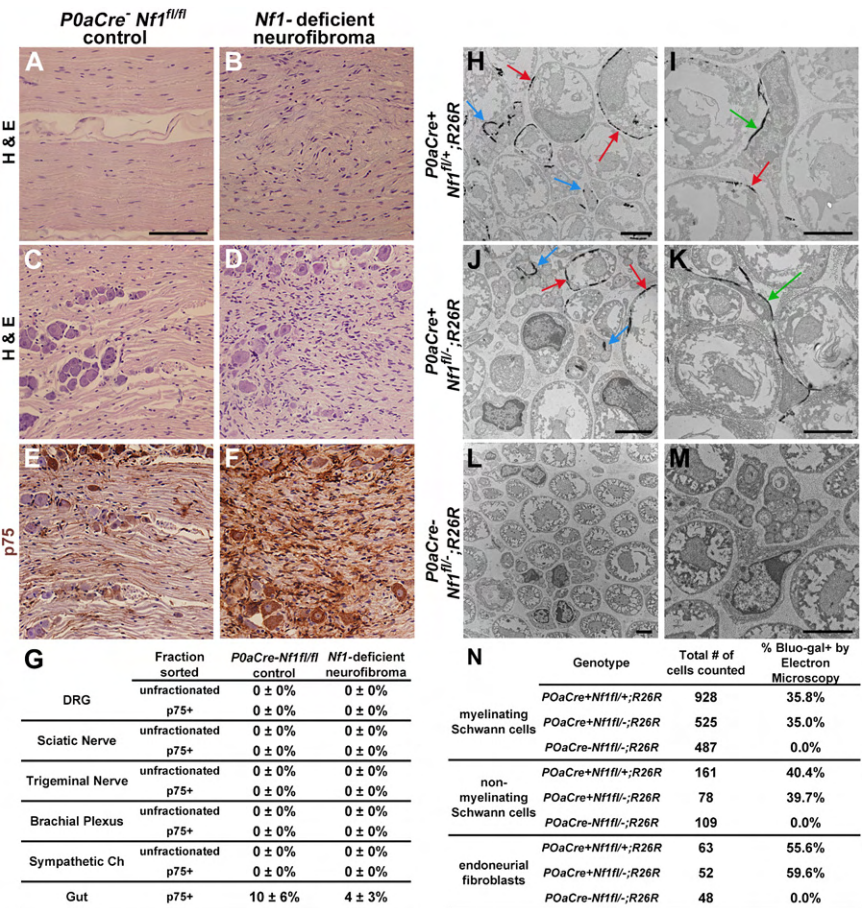 P0aCre- Nf1fl/fl
control
Nf1- deficient
neurofibroma
A
B
H & E
C
D
H & E
E
F
p75
H
I
P0aCre+
Nf1fl/+;R26R
J
K
P0aCre+
Nf1fl/-;R26R
L
M
P0aCre-
Nf1fl/-;R26R
G
Fraction
sorted
P0aCre-Nf1fl/fl
control
Nf1-deficient
neurofibroma
DRG
unfractionated 0 ± 0% 0 ± 0%
p75+ 0 ± 0% 0 ± 0%
Sciatic Nerve
unfractionated 0 ± 0% 0 ± 0%
p75+ 0 ± 0% 0 ± 0%
Trigeminal Nerve
unfractionated 0 ± 0% 0 ± 0%
p75+ 0 ± 0% 0 ± 0%
Brachial Plexus
unfractionated 0 ± 0% 0 ± 0%
p75+ 0 ± 0% 0 ± 0%
Sympathetic Ch
unfractionated 0 ± 0% 0 ± 0%
p75+ 0 ± 0% 0 ± 0%
Gut p75+ 10 ± 6% 4 ± 3%
N
Genotype
Total # of
cells counted
% Bluo-gal+ by
Electron
Microscopy
myelinating
Schwann cells
POaCre+Nf1fl/+;R26R 928 35.8%
POaCre+Nf1fl/-;R26R 525 35.0%
POaCre-Nf1fl/-;R26R 487 0.0%
non-
myelinating
Schwann cells
POaCre+Nf1fl/+;R26R 161 40.4%
POaCre+Nf1fl/-;R26R 78 39.7%
POaCre-Nf1fl/-;R26R 109 0.0%
endoneurial
fibroblasts
POaCre+Nf1fl/+;R26R 63 55.6%
POaCre+Nf1fl/-;R26R 52 59.6%
POaCre-Nf1fl/-;R26R 48 0.0%